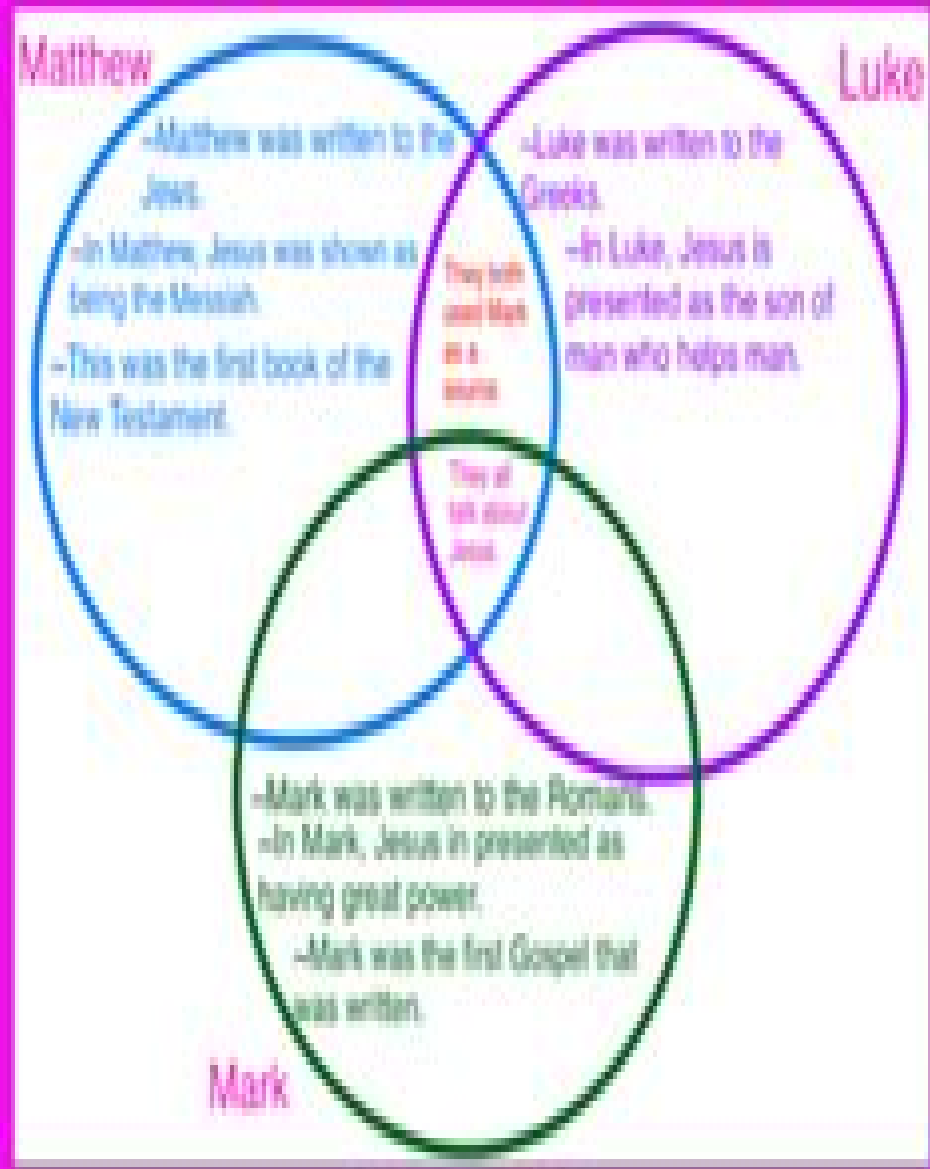 Matthew
Luke
~Matthew was written to the
Jews.
~In Mathew, Jesus was shown as
being the Messiah.
~This was the first book of the
New Testament.
They both
used Mark
as a
source
~Luke was written to the
Greeks.
~In Luke, Jesus is
presented as the son of
man who helps man.
They all
talk about
Jesus
~Mark was written to the Romans.
~In Mark, Jesus in presented as
having great power.
~Mark was the first Gospel that
was written.
Mark